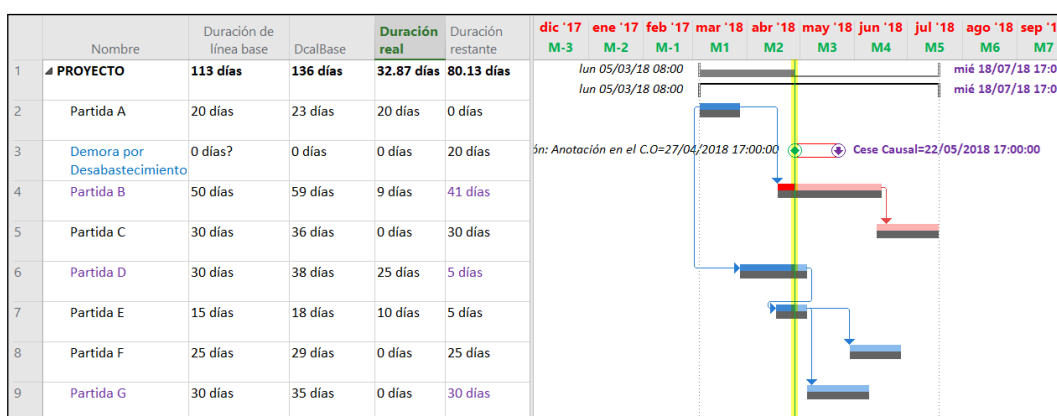 Nombre Duración de línea base DcalBase Duración real Duración restante
dic '17 ene '17 feb '17 mar '18 abr '18 may '18 jun '18 jul '18 ago '18 sep '1
M-3 M-2 M-1 M1 M2 M3 M4 M5 M6 M7
1 PROYECTO 113 días 136 días 32.87 días 80.13 días
lun 05/03/18 08:00 mié 18/07/18 17:0
lun 05/03/18 08:00 mié 18/07/18 17:0
2 Partida A 20 días 23 días 20 días 0 días
3 Demora por Desabastecimiento 0 días? 0 días 0 días 20 días
ón: Anotación en el C.O=27/04/2018 17:00:00 Cese Causal=22/05/2018 17:00:00
4 Partida B 50 días 59 días 9 días 41 días
5 Partida C 30 días 36 días 0 días 30 días
6 Partida D 30 días 38 días 25 días 5 días
7 Partida E 15 días 18 días 10 días 5 días
8 Partida F 25 días 29 días 0 días 25 días
9 Partida G 30 días 35 días 0 días 30 días